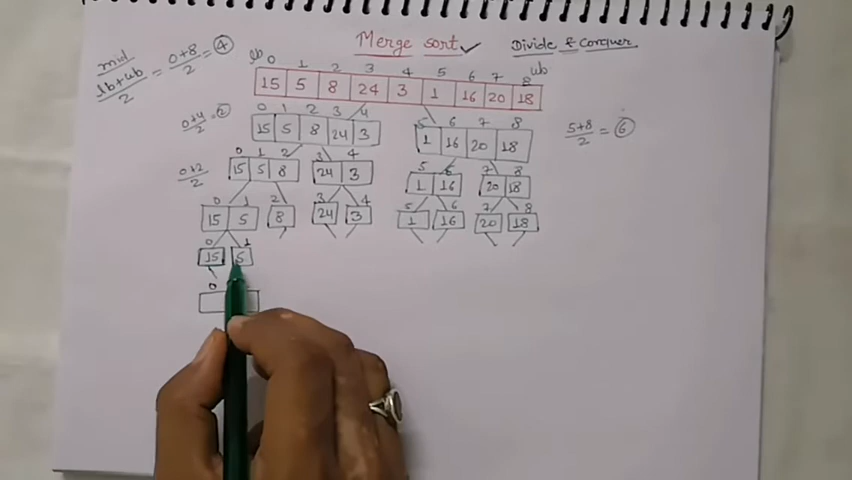 Merge sort ✓ Divide & Conquer
mid
lb+ub/2 = 0+8/2 = 4
lb 0 1 2 3 4 5 6 7 8 ub
15 5 8 24 3 1 16 20 18
0+4/2 = 2
0 1 2 3 4 5 6 7 8
15 5 8 24 3 1 16 20 18
5+8/2 = 6
0+2/2
0 1 2 3 4 5 6 7 8
15 5 8 24 3 1 16 20 18
0 1 2 3 4 5 6 7 8
15 5 8 24 3 1 16 20 18
0 1
15 5
0